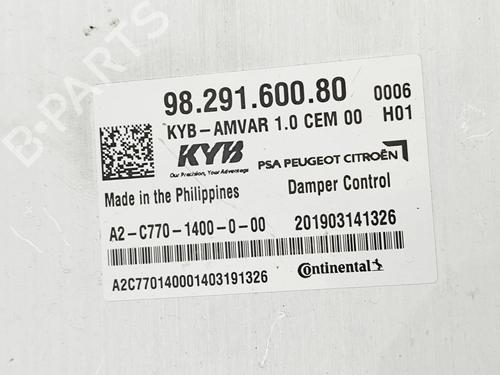 98.291.600.80 0006
KYB-AMVAR 1.0 CEM 00 H01
KYB
Our Precision, Your Advantage
PSA PEUGEOT CITROËN
Made in the Philippines Damper Control
A2-C770-1400-0-00 201903141326
A2C770140001403191326 Continental
B-PARTS